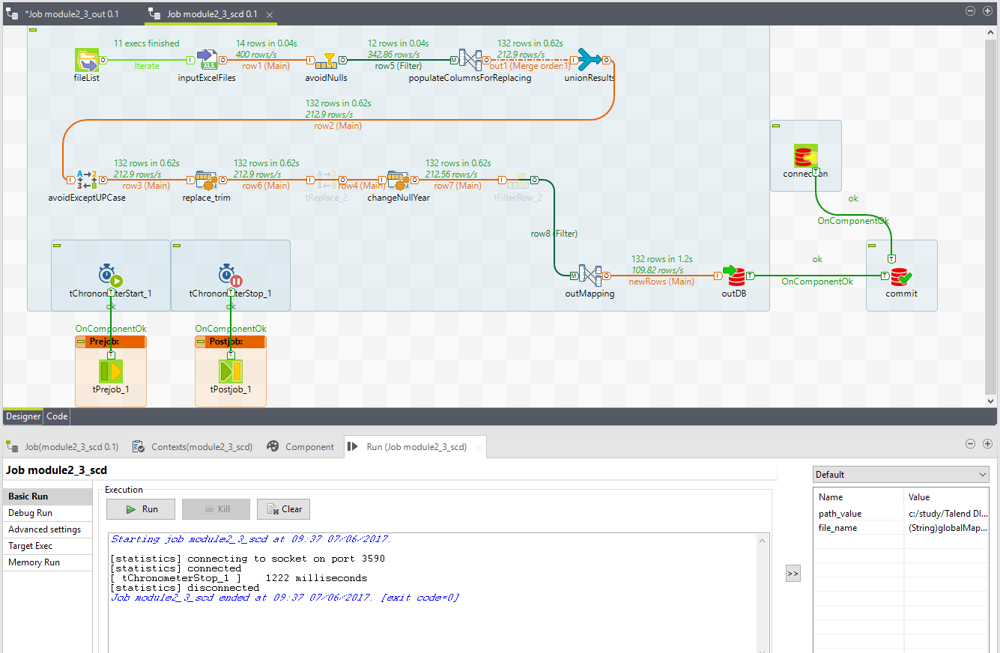 *Job module2_3_out 0.1
Job module2_3_scd 0.1
11 execs finished
Iterate
14 rows in 0.04s
400 rows/s
row1 (Main)
12 rows in 0.04s
342.86 rows/s
row5 (Filter)
132 rows in 0.62s
212.9 rows/s
out1 (Merge order:1)
fileList
inputExcelFiles
XLS
avoidNulls
populateColumnsForReplacing
unionResults
132 rows in 0.62s
212.9 rows/s
row2 (Main)
132 rows in 0.62s
212.9 rows/s
row3 (Main)
132 rows in 0.62s
212.9 rows/s
row6 (Main)
row4 (Main)
132 rows in 0.62s
212.56 rows/s
row7 (Main)
avoidExceptUPCase
replace_trim
tReplace_2
changeNullYear
tFilterRow_2
connection
ok
OnComponentOk
row8 (Filter)
132 rows in 1.2s
109.82 rows/s
newRows (Main)
ok
OnComponentOk
outMapping
outDB
commit
tChronometerStart_1
tChronometerStop_1
ok
ok
OnComponentOk
OnComponentOk
Prejob:
Postjob:
tPrejob_1
tPostjob_1
Designer
Code
Job(module2_3_scd 0.1)
Contexts(module2_3_scd)
Component
Run (Job module2_3_scd)
Job module2_3_scd
Basic Run
Debug Run
Advanced settings
Target Exec
Memory Run
Execution
Run
Kill
Clear
Starting job module2_3_scd at 09:37 07/06/2017.
[statistics] connecting to socket on port 3590
[statistics] connected
[ tChronometerStop_1 ] 1222 milliseconds
[statistics] disconnected
Job module2_3_scd ended at 09:37 07/06/2017. [exit code=0]
>>
Default
Name Value
path_value c:/study/Talend DI...
file_name (String)globalMap...